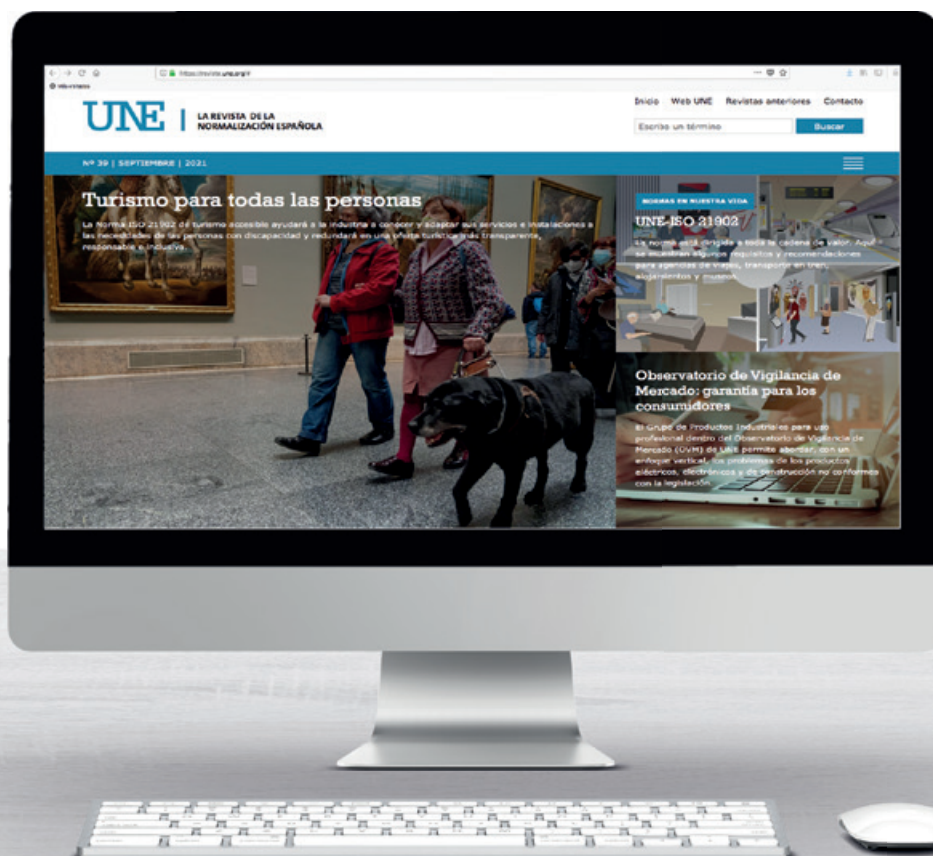 https://revista.une.org/
UNE
LA REVISTA DE LA
NORMALIZACIÓN ESPAÑOLA
Inicio Web UNE Revistas anteriores Contacto
Escribe un término
Buscar
Nº 39 | SEPTIEMBRE | 2021
Turismo para todas las personas
La Norma ISO 21902 de turismo accesible ayudará a la industria a conocer y adaptar sus servicios e instalaciones a
las necesidades de las personas con discapacidad y redundará en una oferta turística más transparente,
responsable e inclusiva.
NORMAS EN NUESTRA VIDA
UNE-ISO 21902
La norma está dirigida a toda la cadena de valor. Aquí
se muestran algunos requisitos y recomendaciones
para agencias de viajes, transporte en tren,
alojamientos y museos.
Observatorio de Vigilancia de
Mercado: garantía para los
consumidores
El Grupo de Productos Industriales para uso
profesional dentro del Observatorio de Vigilancia de
Mercado (OVM) de UNE permite abordar, con un
enfoque vertical, los problemas de los productos
eléctricos, electrónicos y de construcción no conformes
con la legislación.